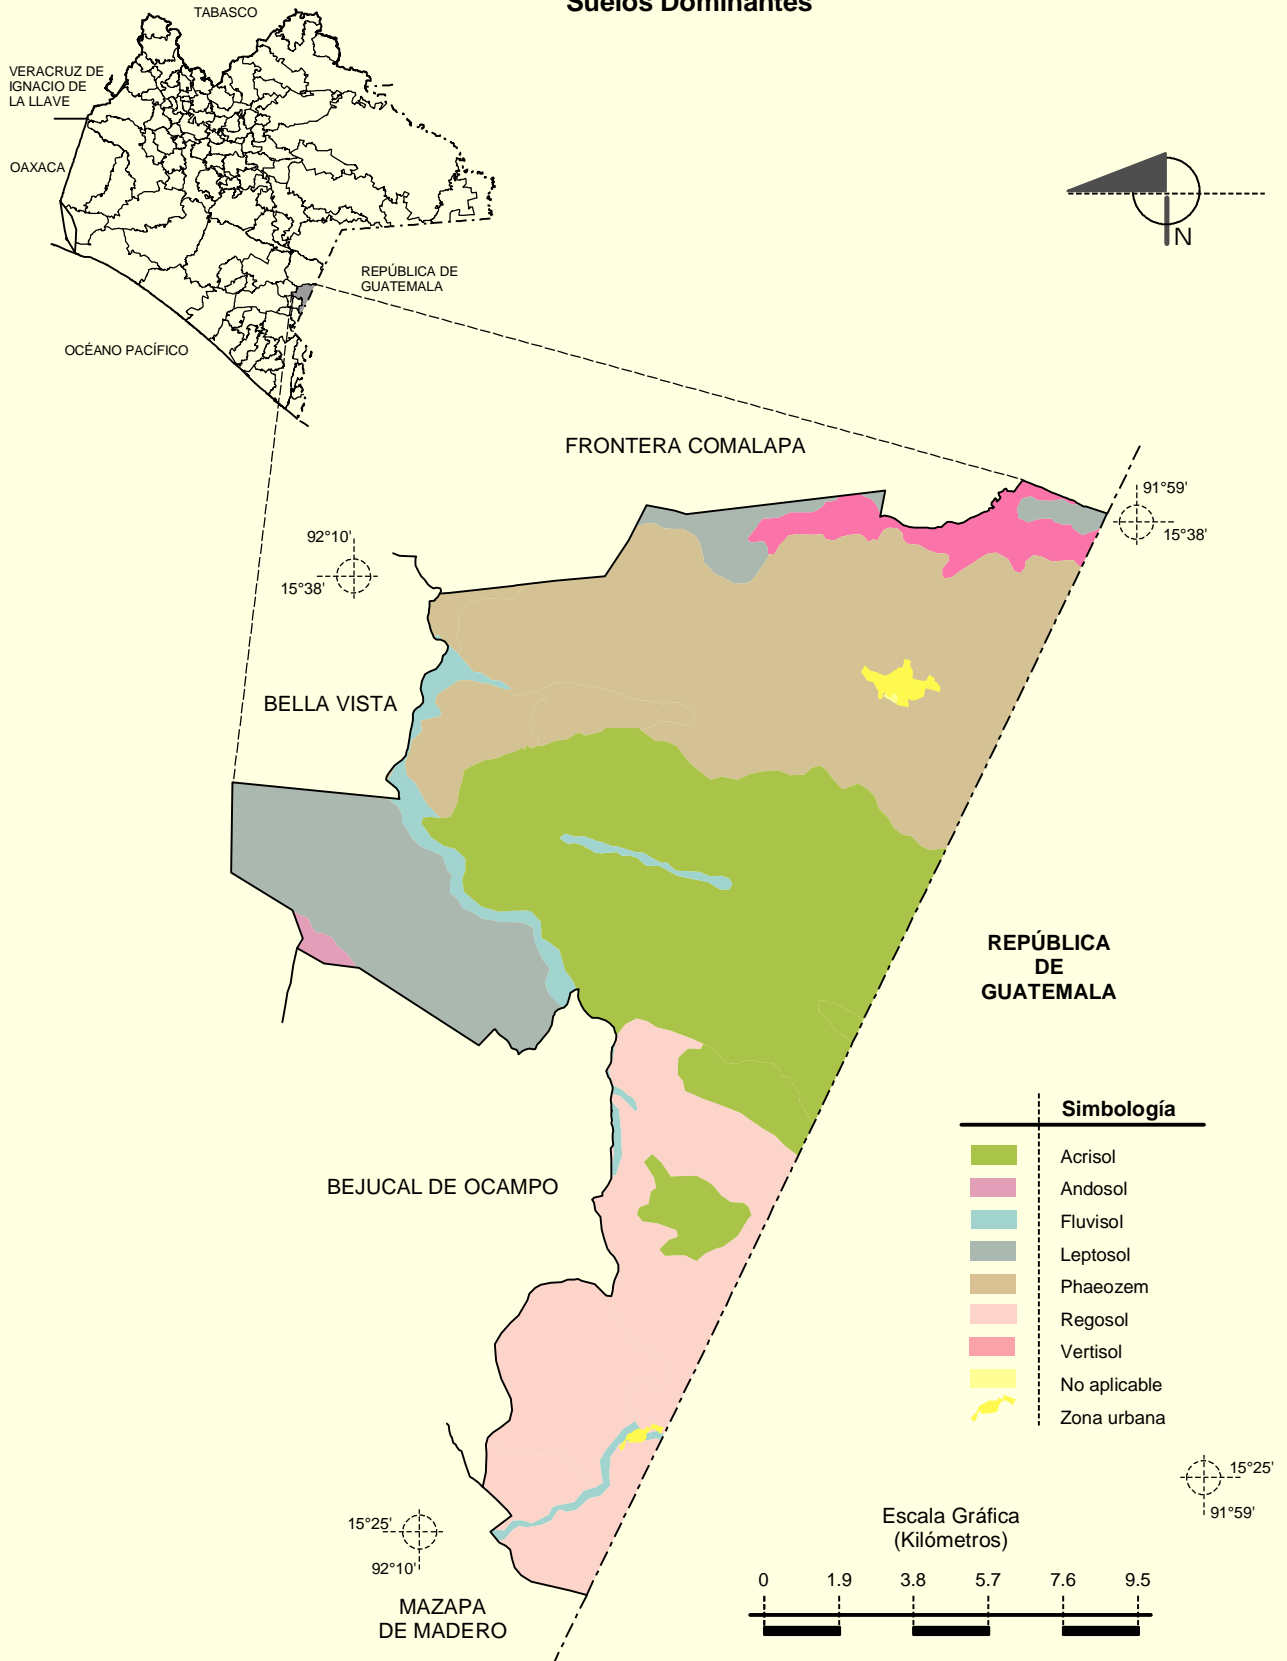 Suelos Dominantes
TABASCO
VERACRUZ DE
IGNACIO DE
LA LLAVE
OAXACA
N
REPÚBLICA DE
GUATEMALA
OCÉANO PACÍFICO
FRONTERA COMALAPA
91°59'
15°38'
92°10'
15°38'
BELLA VISTA
REPÚBLICA
DE
GUATEMALA
Simbología
Acrisol
Andosol
Fluvisol
Leptosol
Phaeozem
Regosol
Vertisol
No aplicable
Zona urbana
BEJUCAL DE OCAMPO
15°25'
91°59'
15°25'
92°10'
Escala Gráfica
(Kilómetros)
0 1.9 3.8 5.7 7.6 9.5
MAZAPA
DE MADERO